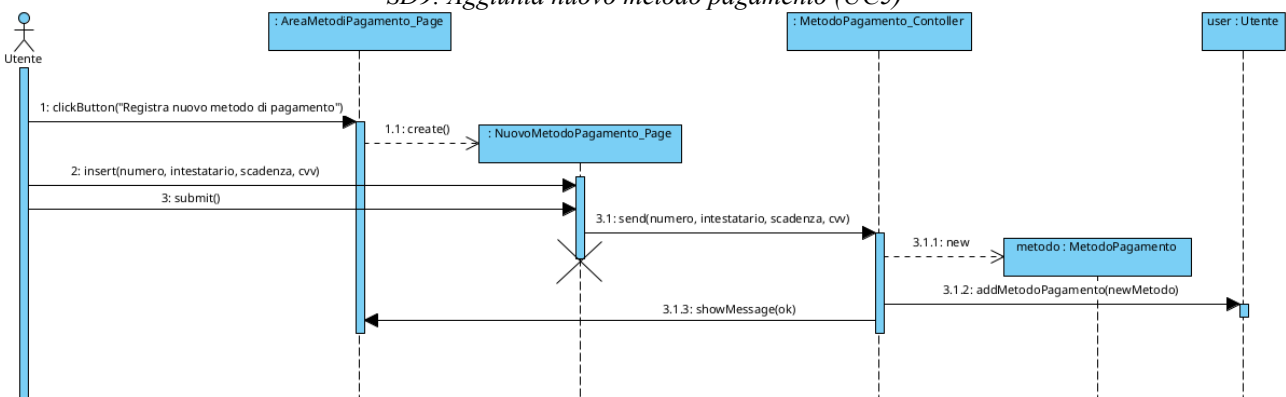 SD9: Aggiunta nuovo metodo pagamento (UC5)
: AreaMetodiPagamento_Page
: MetodoPagamento_Contoller
user : Utente
Utente
1: clickButton("Registra nuovo metodo di pagamento")
1.1: create()
: NuovoMetodoPagamento_Page
2: insert(numero, intestatario, scadenza, cvv)
3: submit()
3.1: send(numero, intestatario, scadenza, cvv)
3.1.1: new
metodo : MetodoPagamento
3.1.2: addMetodoPagamento(newMetodo)
3.1.3: showMessage(ok)